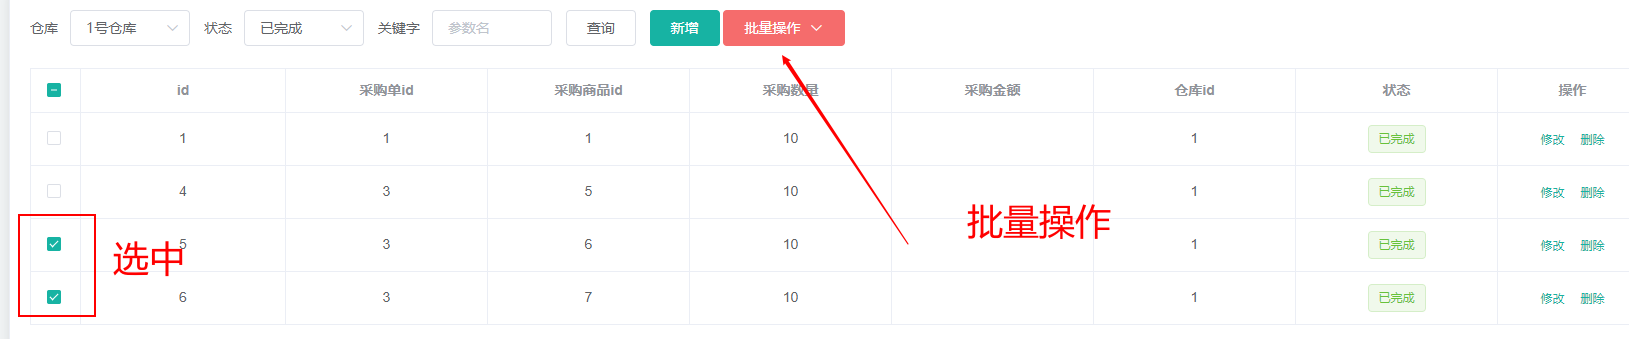 仓库 1号仓库 状态 已完成 关键字 参数名 查询 新增 批量操作
id 采购单id 采购商品id 采购数量 采购金额 仓库id 状态 操作
1 1 1 10 1 已完成 修改 删除
4 3 5 10 1 已完成 修改 删除
5 3 6 10 1 已完成 修改 删除
6 3 7 10 1 已完成 修改 删除
选中
批量操作